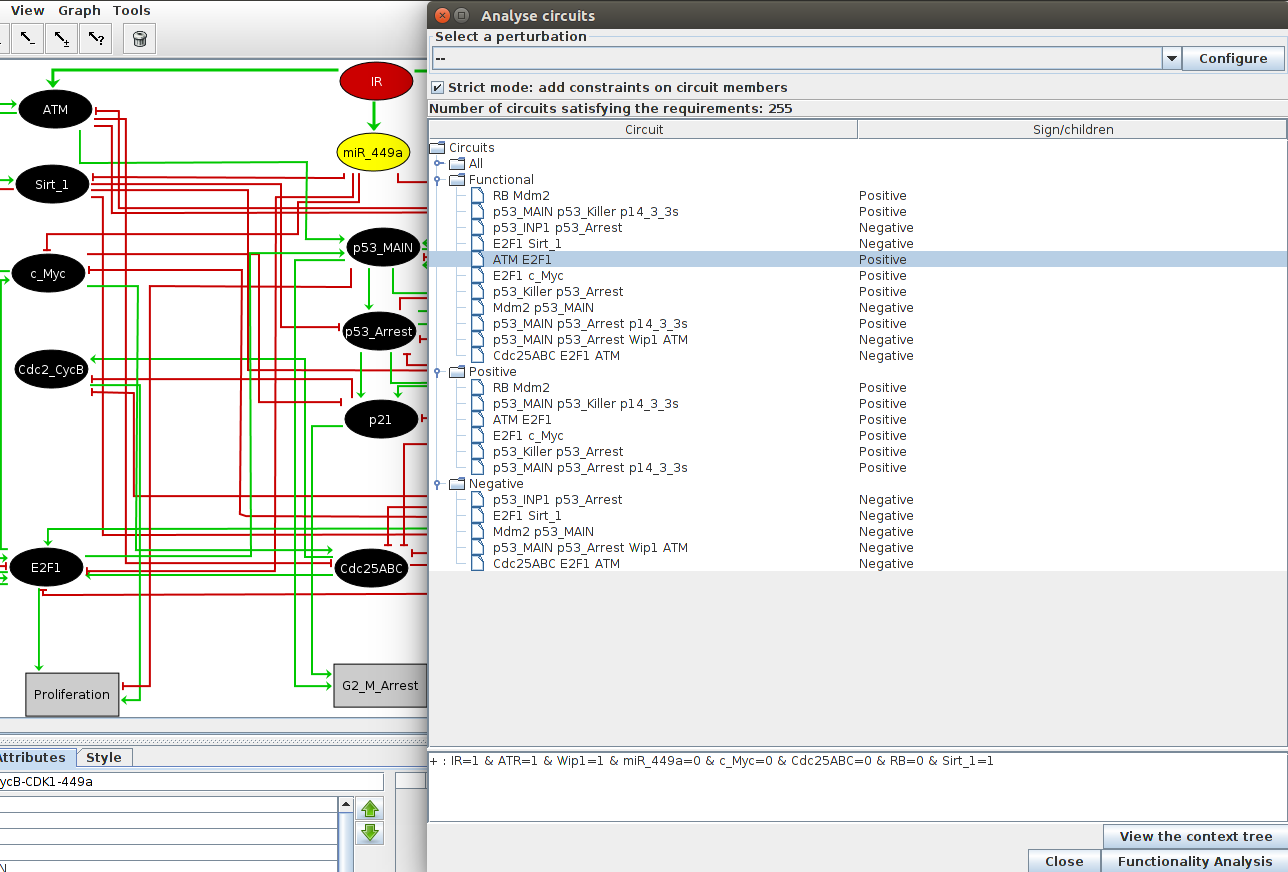 View Graph Tools
Analyse circuits
Select a perturbation
--
Configure
Strict mode: add constraints on circuit members
Number of circuits satisfying the requirements: 255
Circuit Sign/children
Circuits
All
Functional
RB Mdm2 Positive
p53_MAIN p53_Killer p14_3_3s Positive
p53_INP1 p53_Arrest Negative
E2F1 Sirt_1 Negative
ATM E2F1 Positive
E2F1 c_Myc Positive
p53_Killer p53_Arrest Positive
Mdm2 p53_MAIN Negative
p53_MAIN p53_Arrest p14_3_3s Positive
p53_MAIN p53_Arrest Wip1 ATM Negative
Cdc25ABC E2F1 ATM Negative
Positive
RB Mdm2 Positive
p53_MAIN p53_Killer p14_3_3s Positive
ATM E2F1 Positive
E2F1 c_Myc Positive
p53_Killer p53_Arrest Positive
p53_MAIN p53_Arrest p14_3_3s Positive
Negative
p53_INP1 p53_Arrest Negative
E2F1 Sirt_1 Negative
Mdm2 p53_MAIN Negative
p53_MAIN p53_Arrest Wip1 ATM Negative
Cdc25ABC E2F1 ATM Negative
+ : IR=1 & ATR=1 & Wip1=1 & miR_449a=0 & c_Myc=0 & Cdc25ABC=0 & RB=0 & Sirt_1=1
View the context tree
Close Functionality Analysis
IR
ATM
miR_449a
Sirt_1
p53_MAIN
c_Myc
p53_Arrest
Cdc2_CycB
p21
E2F1
Cdc25ABC
Proliferation
G2_M_Arrest
Attributes Style
ycB-CDK1-449a
N